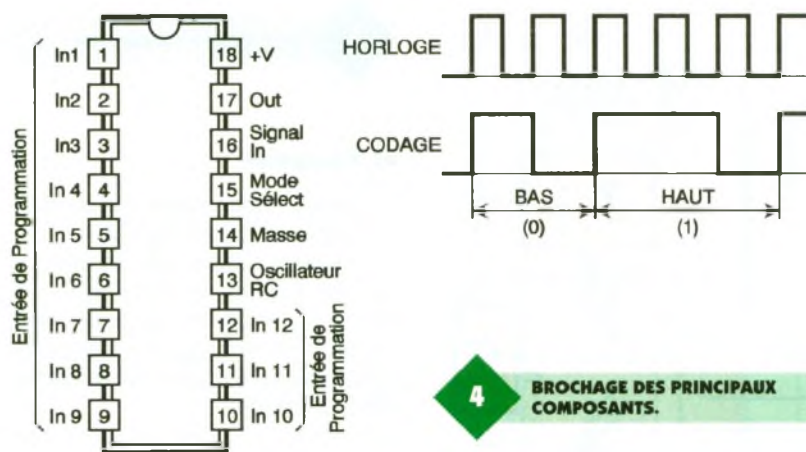 Entrée de Programmation
In1 1 18 +V
In2 2 17 Out
In3 3 16 Signal
In
In 4 4 15 Mode
Sélect
In 5 5 14 Masse
In 6 6 13 Oscillateur
RC
In 7 7 12 In 12
In 8 8 11 In 11
In 9 9 10 In 10
Entrée de
Programmation
HORLOGE
CODAGE
BAS HAUT
(0) (1)
4 BROCHAGE DES PRINCIPAUX
COMPOSANTS.